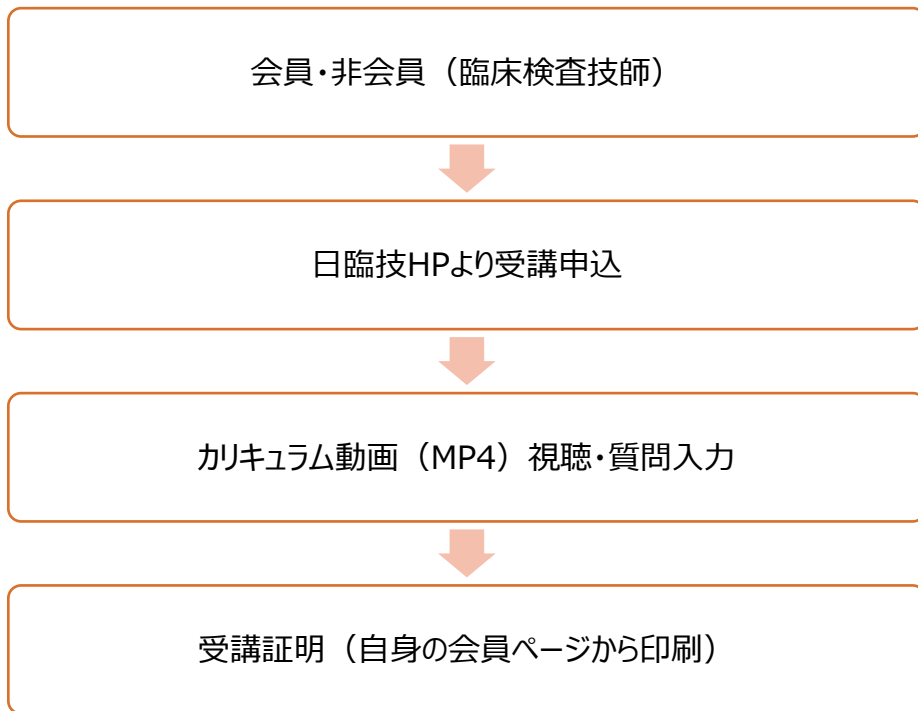 会員・非会員（臨床検査技師）
日臨技HPより受講申込
カリキュラム動画（MP4）視聴・質問入力
受講証明（自身の会員ページから印刷）